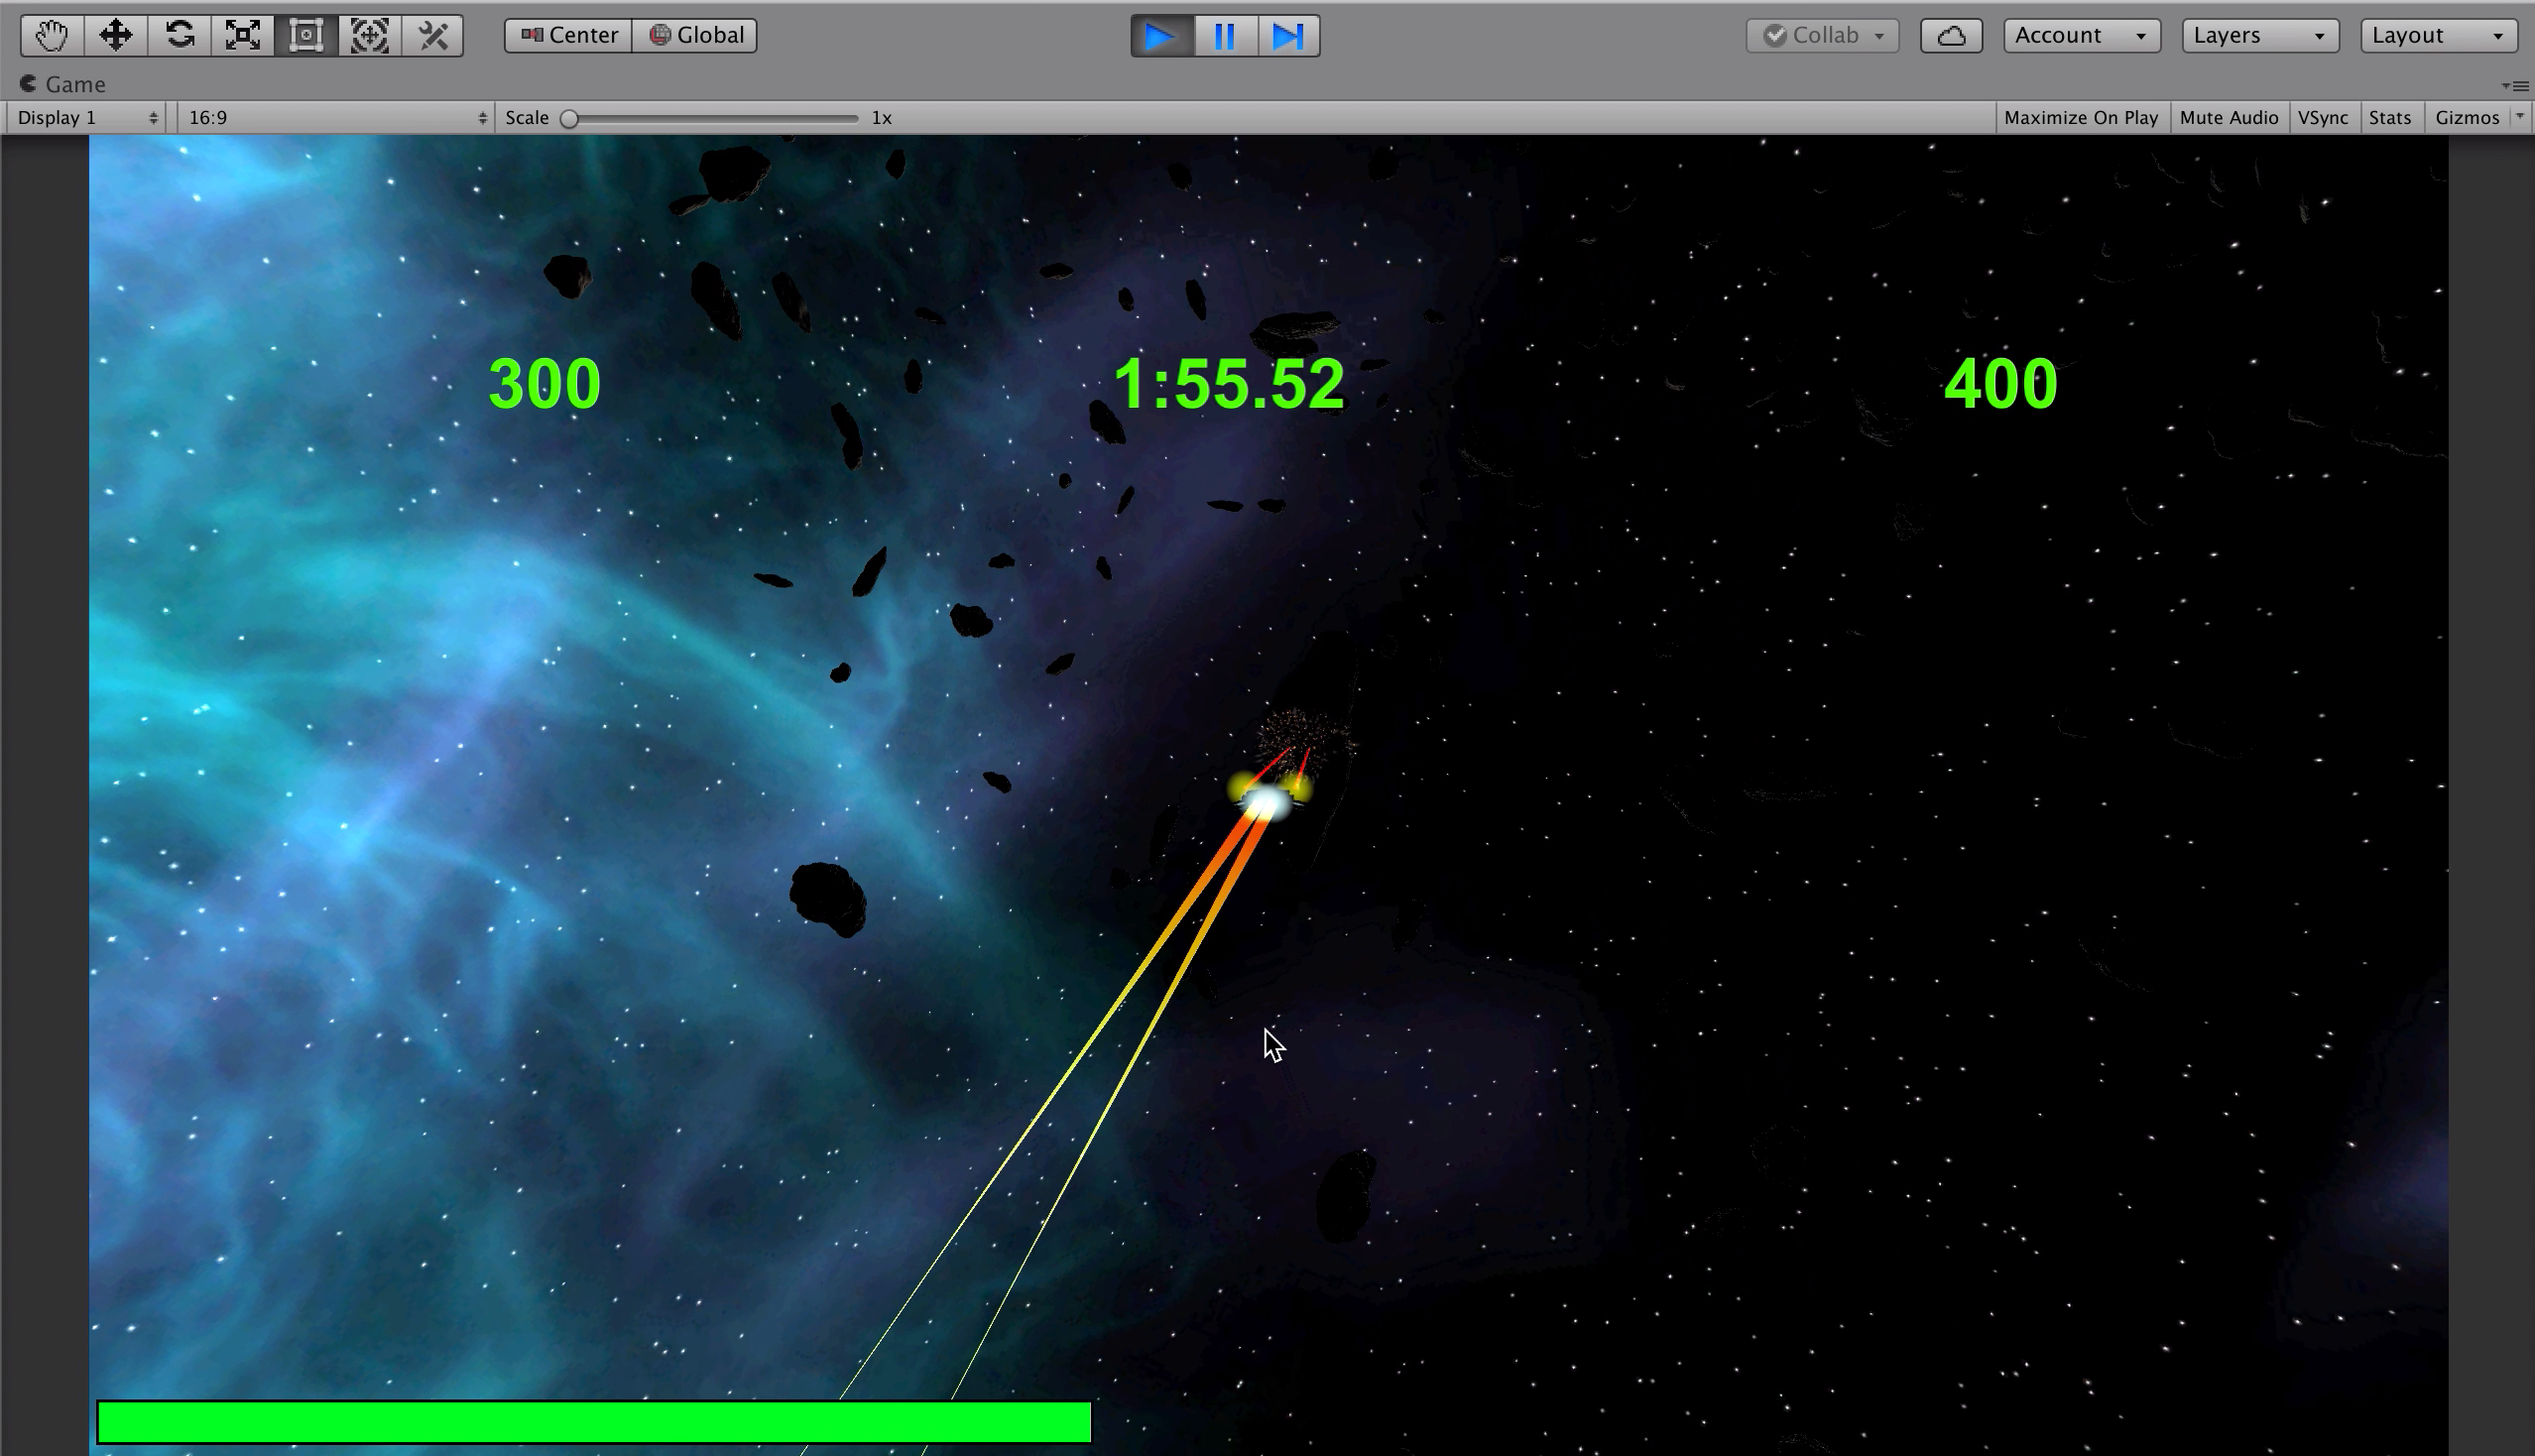 Center Global Collab Account Layers Layout
Game
Display 1 16:9 Scale 1x Maximize On Play Mute Audio VSync Stats Gizmos
300 1:55.52 400